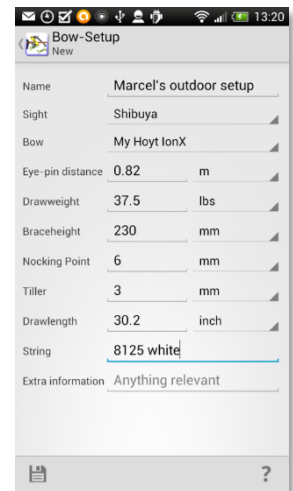 13:20
Bow-Setup
New
Name Marcel's outdoor setup
Sight Shibuya
Bow My Hoyt IonX
Eye-pin distance 0.82 m
Drawweight 37.5 lbs
Braceheight 230 mm
Nocking Point 6 mm
Tiller 3 mm
Drawlength 30.2 inch
String 8125 white
Extra information Anything relevant
?